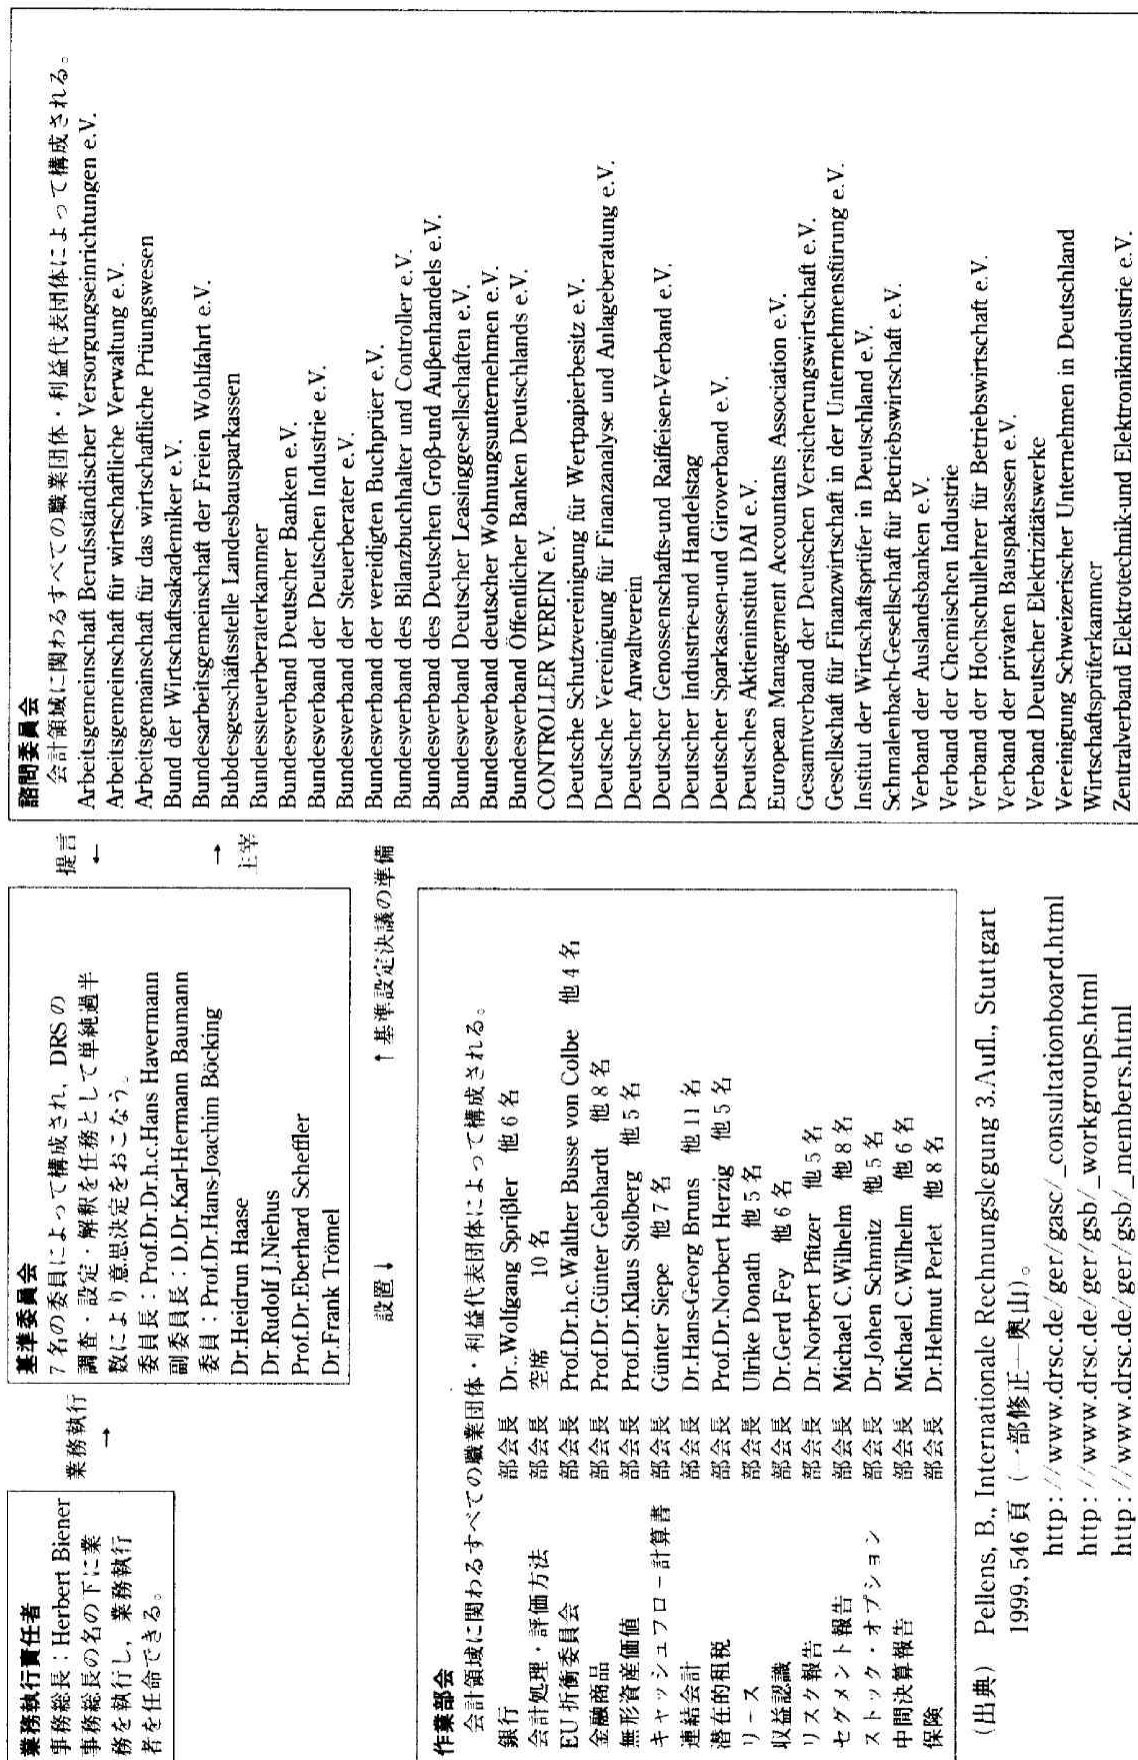 業務執行責任者
事務総長：Herbert Biener
事務総長の名の下に業
務を執行し，業務執行
者を任命できる。
業務執行
→
基準委員会
7名の委員によって構成され，DRSの
調査・設定・解釈を任務として単純過半
数により意思決定をおこなう。
委員長：Prof.Dr.Dr.h.c.Hans Havermann
副委員長：D.Dr.Karl-Hermann Baumann
委員：Prof.Dr.Hans-Joachim Böcking
Dr.Heidrun Haase
Dr.Rudolf J.Niehus
Prof.Dr.Eberhard Scheffler
Dr.Frank Trömel
提言
←
→
主宰
設置↓
↑基準設定決議の準備
諮問委員会
会計領域に関わるすべての職業団体・利益代表団体によって構成される。
Arbeitsgemeinschaft Berufsständischer Versorgungseinrichtungen e.V.
Arbeitsgemeinschaft für wirtschaftliche Verwaltung e.V.
Arbeitsgemainschaft für das wirtschaftliche Prüungswesen
Bund der Wirtschaftsakademiker e.V.
Bundesarbeitsgemeinschaft der Freien Wohlfahrt e.V.
Bubdesgeschäftsstelle Landesbausparkassen
Bundessteuerberaterkammer
Bundesverband Deutscher Banken e.V.
Bundesverband der Deutschen Industrie e.V.
Bundesverband der Steuerberater e.V.
Bundesverband der vereidigten Buchprüer e.V.
Bundesverband des Bilanzbuchhalter und Controller e.V.
Bundesverband des Deutschen Groß-und Außenhandels e.V.
Bundesverband Deutscher Leasinggesellschaften e.V.
Bundesverband deutscher Wohnungsunternehmen e.V.
Bundesverband Öffentlicher Banken Deutschlands e.V.
CONTROLLER VEREIN e.V.
Deutsche Schutzvereinigung für Wertpapierbesitz e.V.
Deutsche Vereinigung für Finanzanalyse und Anlageberatung e.V.
Deutscher Anwaltverein
Deutscher Genossenschafts-und Raiffeisen-Verband e.V.
Deutscher Industrie-und Handelstag
Deutscher Sparkassen-und Giroverband e.V.
Deutsches Aktieninstitut DAI e.V.
European Management Accountants Association e.V.
Gesamtverband der Deutschen Versicherungswirtschaft e.V.
Gesellschaft für Finanzwirtschaft in der Unternehmensfürung e.V.
Institut der Wirtschaftsprüfer in Deutschland e.V.
Schmalenbach-Gesellschaft für Betriebswirtschaft e.V.
Verband der Auslandsbanken e.V.
Verband der Chemischen Industrie
Verband der Hochschullehrer für Betriebswirtschaft e.V.
Verband der privaten Bauspakassen e.V.
Verband Deutscher Elektrizitätswerke
Vereinigung Schweizerischer Unternehmen in Deutschland
Wirtschaftsprüferkammer
Zentralverband Elektrotechnik-und Elektronikindustrie e.V.
作業部会
会計領域に関わるすべての職業団体・利益代表団体によって構成される。
銀行 部会長 Dr..Wolfgang Sprißler 他6名
会計処理・評価方法 部会長 空席 10名
EU折衝委員会 部会長 Prof.Dr.h.c.Walther Busse von Colbe 他4名
金融商品 部会長 Prof.Dr.Günter Gebhardt 他8名
無形資産価値 部会長 Prof.Dr.Klaus Stolberg 他5名
キャッシュフロー計算書 部会長 Günter Siepe 他7名
連結会計 部会長 Dr.Hans-Georg Bruns 他11名
潜在的租税 部会長 Prof.Dr.Norbert Herzig 他5名
リース 部会長 Ulrike Donath 他5名
収益認識 部会長 Dr.Gerd Fey 他6名
リスク報告 部会長 Dr.Norbert Pfitzer 他5名
セグメント報告 部会長 Michael C.Wilhelm 他8名
ストック・オプション 部会長 Dr.Johen Schmitz 他5名
中間決算報告 部会長 Michael C.Wilhelm 他6名
保険 部会長 Dr.Helmut Perlet 他8名
（出典） Pellens, B., Internationale Rechnungslegung 3.Aufl., Stuttgart
1999, 546頁（一部修正―奥山）。
http://www.drsc.de/ger/gasc/_consultationboard.html
http://www.drsc.de/ger/gsb/_workgroups.html
http://www.drsc.de/ger/gsb/_members.html